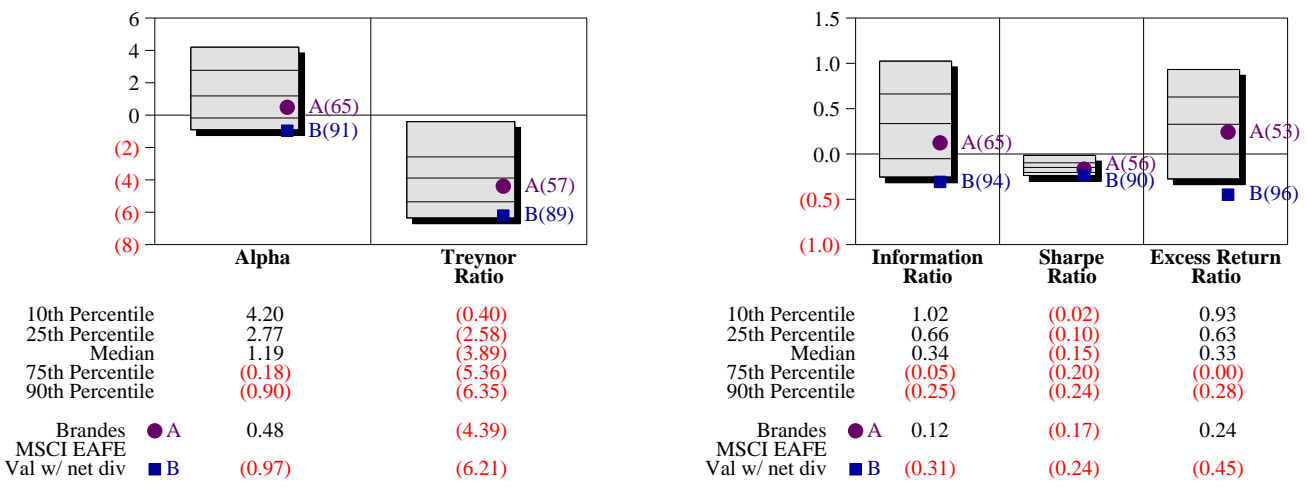 6
4
2
0
(2)
(4)
(6)
(8)
A(65)
B(91)
A(57)
B(89)
Alpha
Treynor
Ratio
10th Percentile 4.20 (0.40)
25th Percentile 2.77 (2.58)
Median 1.19 (3.89)
75th Percentile (0.18) (5.36)
90th Percentile (0.90) (6.35)
Brandes A 0.48 (4.39)
MSCI EAFE
Val w/ net div B (0.97) (6.21)
1.5
1.0
0.5
0.0
(0.5)
(1.0)
A(65)
B(94)
A(56)
B(90)
A(53)
B(96)
Information
Ratio
Sharpe
Ratio
Excess Return
Ratio
10th Percentile 1.02 (0.02) 0.93
25th Percentile 0.66 (0.10) 0.63
Median 0.34 (0.15) 0.33
75th Percentile (0.05) (0.20) (0.00)
90th Percentile (0.25) (0.24) (0.28)
Brandes A 0.12 (0.17) 0.24
MSCI EAFE
Val w/ net div B (0.31) (0.24) (0.45)